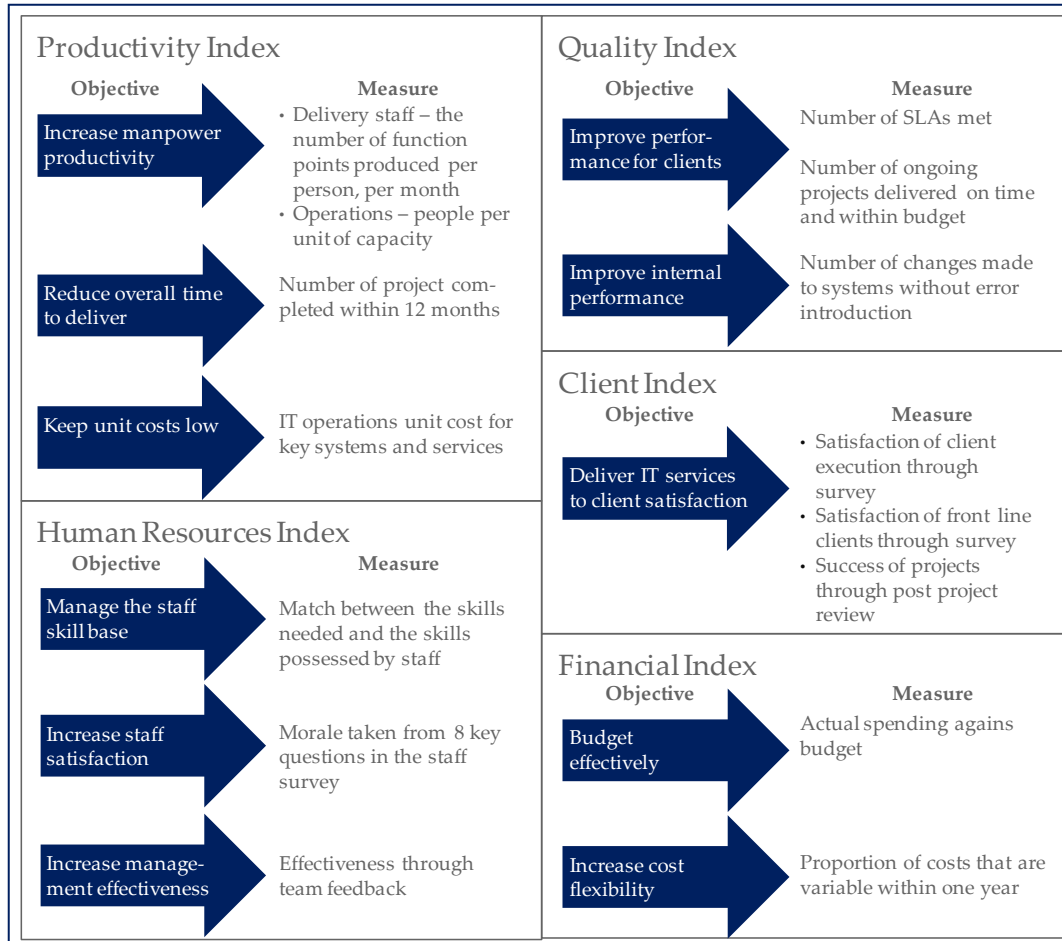 Productivity Index
Objective
Measure
Increase manpower
productivity
• Delivery staff – the
number of function
points produced per
person, per month
• Operations – people per
unit of capacity
Reduce overall time
to deliver
Number of project com-
pleted within 12 months
Keep unit costs low
IT operations unit cost for
key systems and services
Human Resources Index
Objective
Measure
Manage the staff
skill base
Match between the skills
needed and the skills
possessed by staff
Increase staff
satisfaction
Morale taken from 8 key
questions in the staff
survey
Increase manage-
ment effectiveness
Effectiveness through
team feedback
Quality Index
Objective
Measure
Improve perfor-
mance for clients
Number of SLAs met
Number of ongoing
projects delivered on time
and within budget
Improve internal
performance
Number of changes made
to systems without error
introduction
Client Index
Objective
Measure
Deliver IT services
to client satisfaction
• Satisfaction of client
execution through
survey
• Satisfaction of front line
clients through survey
• Success of projects
through post project
review
Financial Index
Objective
Measure
Budget
effectively
Actual spending agains
budget
Increase cost
flexibility
Proportion of costs that are
variable within one year